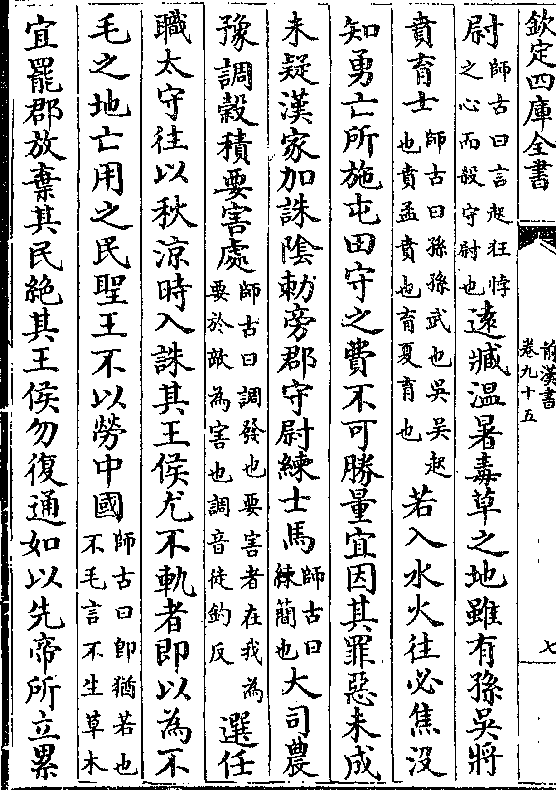 欽定四庫全書
前漢書
卷九十五
七
尉師古曰言起狂悖之心而殺守尉也遠臧溫暑毒草之地雖有孫吳將
賁育士師古曰孫孫武也吳吳起也賁孟賁也育夏育也若入水火往必焦没
知勇亡所施屯田守之費不可勝量宜因其罪惡未成
未疑漢家加誅隂勅旁郡守尉練士馬師古曰練簡也大司農
豫調榖積要害處師古曰調發也要害者在我為要於敵為害也調音徒釣反選任
職太守往以秋凉時入誅其王侯尤不軌者即以為不
毛之地亡用之民聖王不以勞中國師古曰即猶若也不毛言不生草木
宜罷郡放棄其民絶其王侯勿復通如以先帝所立累